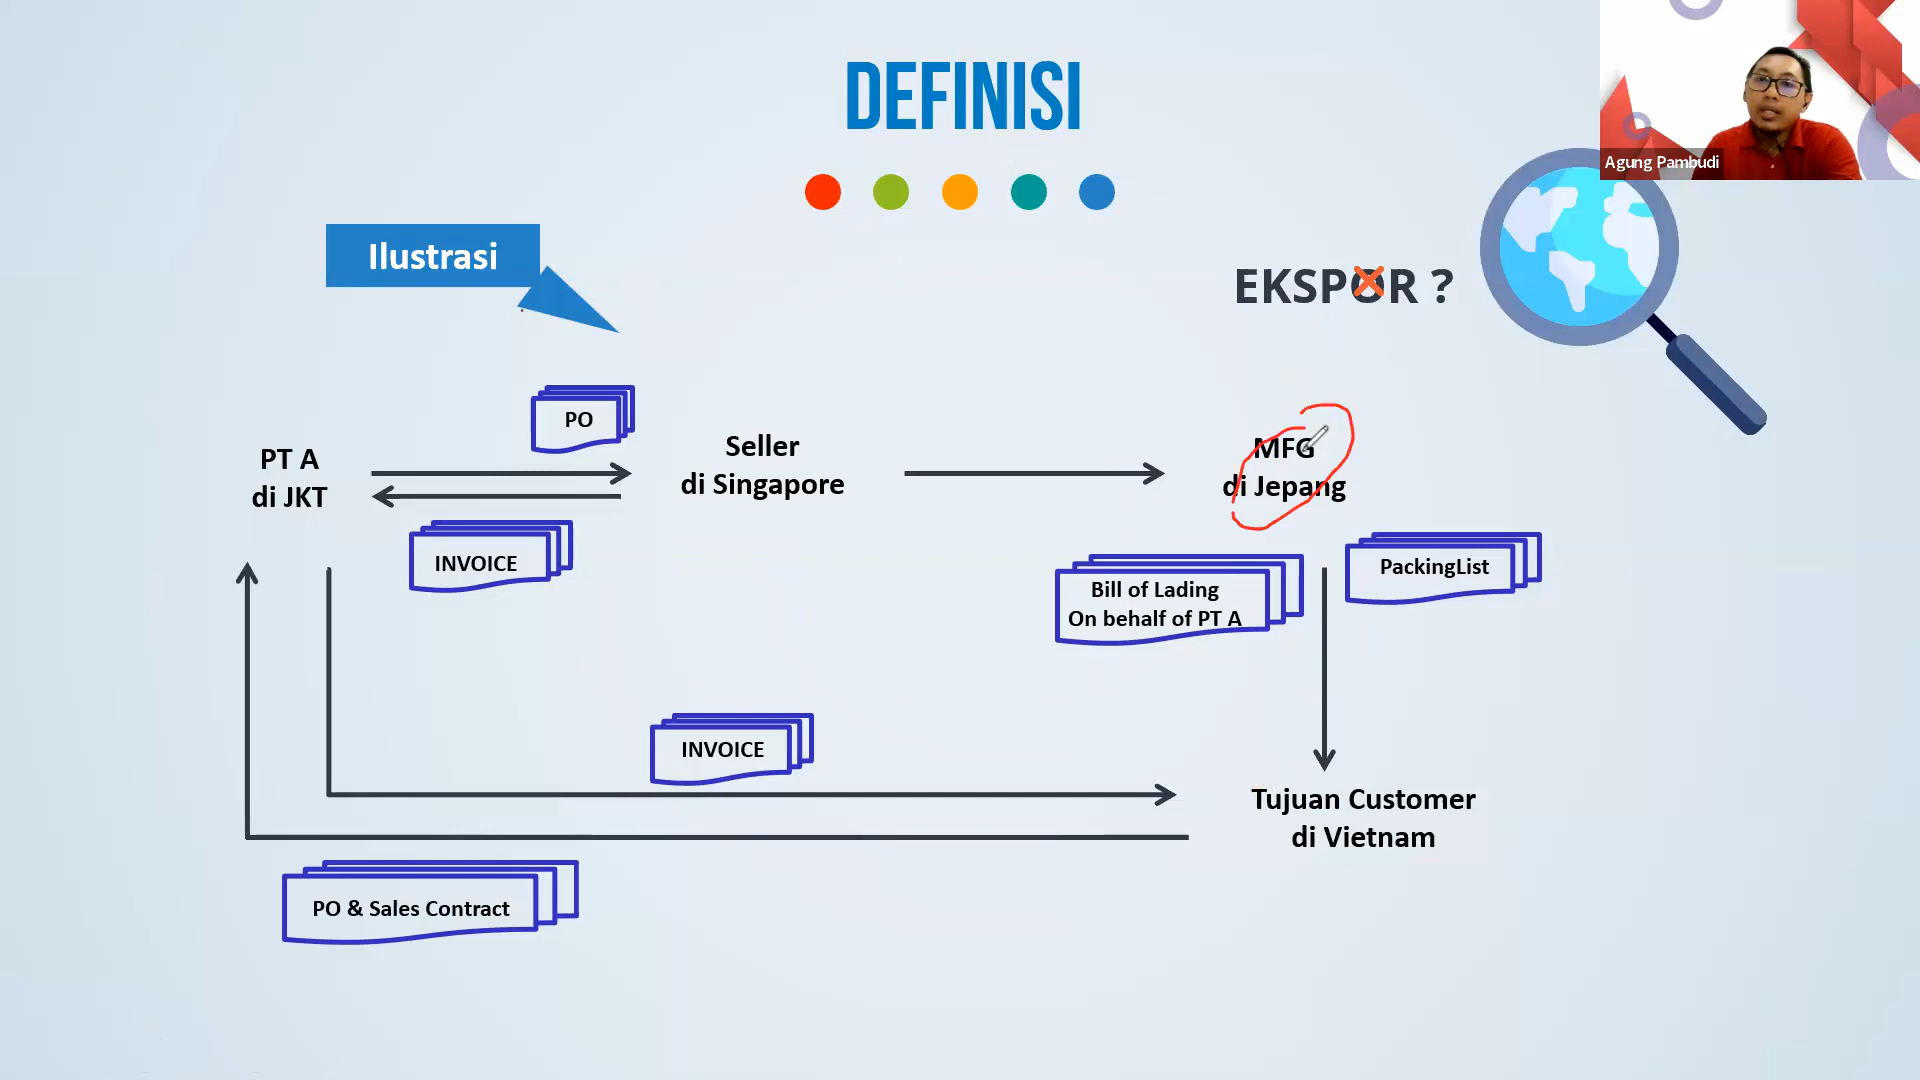 DEFINISI
Agung Pambudi
Ilustrasi
EKSPOR ?
PO
PT A
di JKT
Seller
di Singapore
MFG
di Jepang
INVOICE
Bill of Lading
On behalf of PT A
PackingList
INVOICE
Tujuan Customer
di Vietnam
PO & Sales Contract